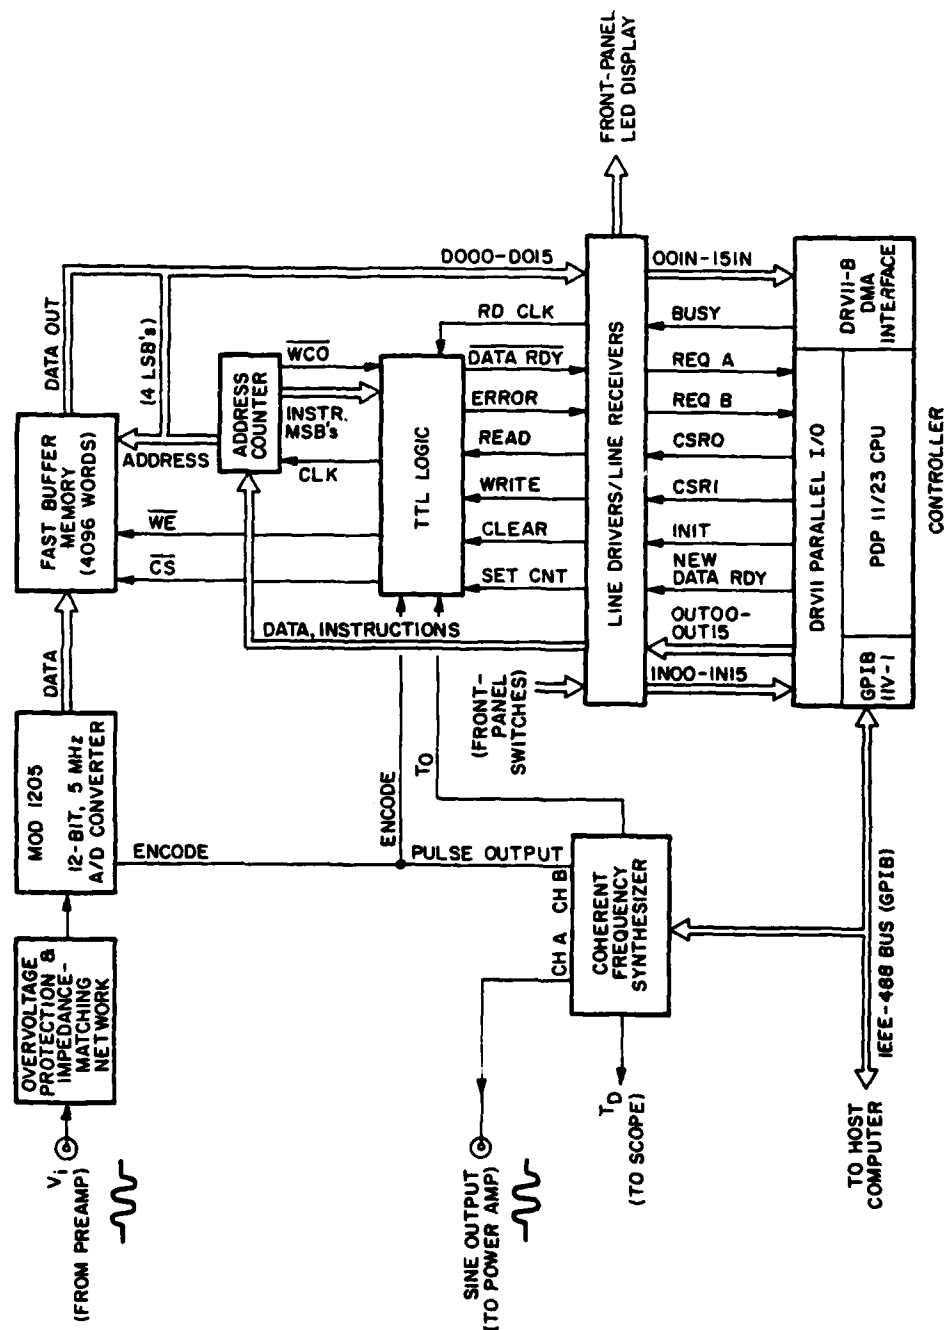 Vi
(FROM PREAMP)
OVERVOLTAGE
PROTECTION &
IMPEDANCE-
MATCHING
NETWORK
MOD 1205
12-BIT, 5 MHz
A/D CONVERTER
DATA
FAST BUFFER
MEMORY
(4096 WORDS)
DATA OUT
(4 LSB's)
ADDRESS
WE
CS
ADDRESS
COUNTER
WCO
INSTR.
MSB's
CLK
ENCODE
ENCODE
TO
DATA, INSTRUCTIONS
TTL LOGIC
DO00-DO15
RD CLK
DATA RDY
ERROR
READ
WRITE
CLEAR
SET CNT
(FRONT-
PANEL
SWITCHES)
LINE DRIVERS/LINE RECEIVERS
FRONT-PANEL
LED DISPLAY
SINE OUTPUT
(TO POWER AMP)
PULSE OUTPUT
CH A
CH B
COHERENT
FREQUENCY
SYNTHESIZER
TD
(TO SCOPE)
00IN-15IN
BUSY
REQ A
REQ B
CSRO
CSR1
INIT
NEW
DATA RDY
OUT00-
OUT15
IN00-IN15
DRV11 PARALLEL I/O
DRV11-B
DMA
INTERFACE
PDP 11/23 CPU
GPIB
11V-1
CONTROLLER
IEEE-488 BUS (GPIB)
TO HOST
COMPUTER